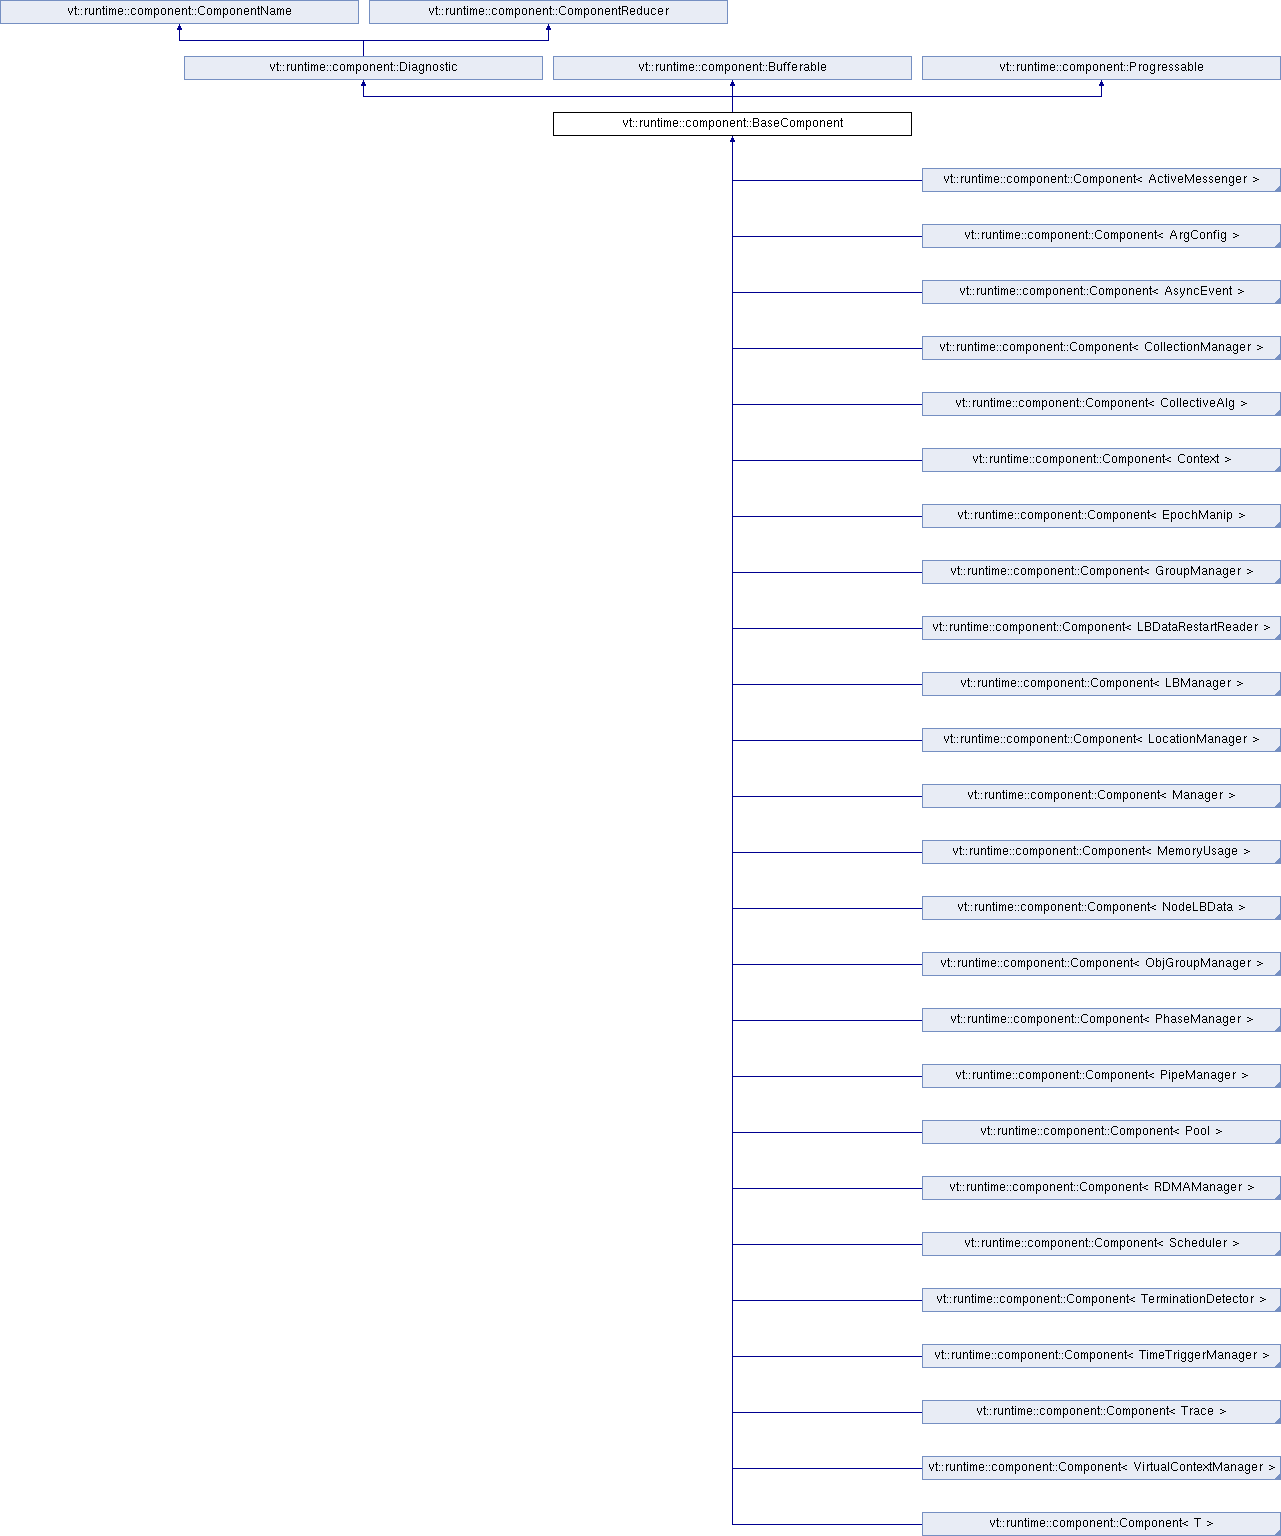 vt::runtime::component::ComponentName
vt::runtime::component::ComponentReducer
vt::runtime::component::Diagnostic
vt::runtime::component::Bufferable
vt::runtime::component::Progressable
vt::runtime::component::BaseComponent
vt::runtime::component::Component< ActiveMessenger >
vt::runtime::component::Component< ArgConfig >
vt::runtime::component::Component< AsyncEvent >
vt::runtime::component::Component< CollectionManager >
vt::runtime::component::Component< CollectiveAlg >
vt::runtime::component::Component< Context >
vt::runtime::component::Component< EpochManip >
vt::runtime::component::Component< GroupManager >
vt::runtime::component::Component< LBDataRestartReader >
vt::runtime::component::Component< LBManager >
vt::runtime::component::Component< LocationManager >
vt::runtime::component::Component< Manager >
vt::runtime::component::Component< MemoryUsage >
vt::runtime::component::Component< NodeLBData >
vt::runtime::component::Component< ObjGroupManager >
vt::runtime::component::Component< PhaseManager >
vt::runtime::component::Component< PipeManager >
vt::runtime::component::Component< Pool >
vt::runtime::component::Component< RDMAManager >
vt::runtime::component::Component< Scheduler >
vt::runtime::component::Component< TerminationDetector >
vt::runtime::component::Component< TimeTriggerManager >
vt::runtime::component::Component< Trace >
vt::runtime::component::Component< VirtualContextManager >
vt::runtime::component::Component< T >